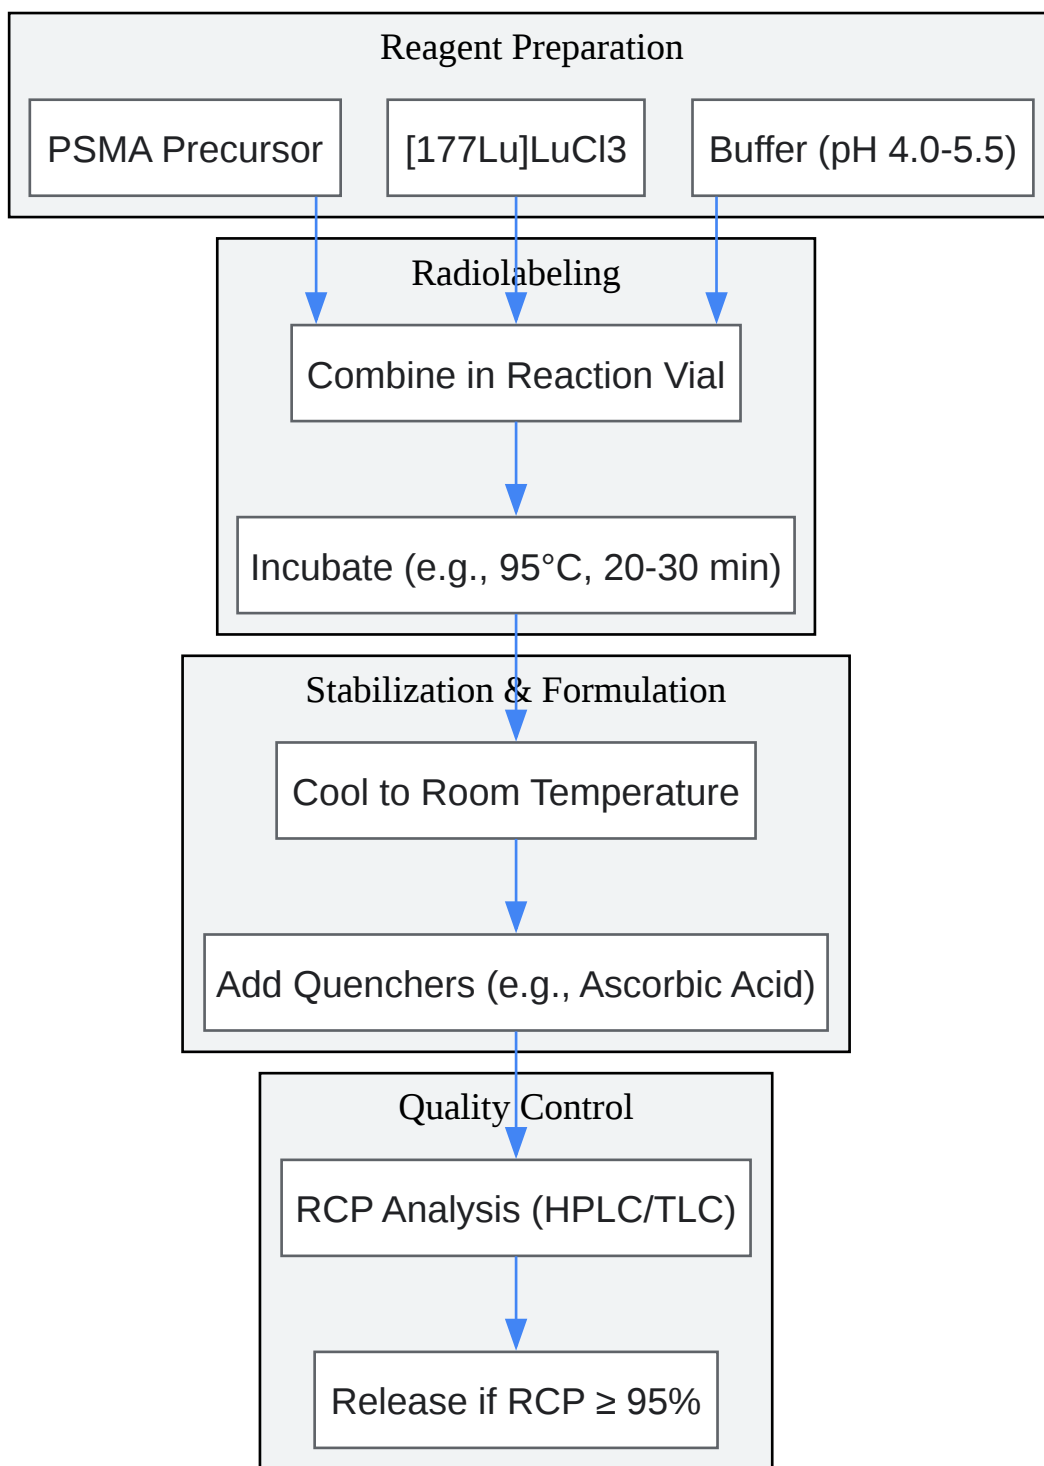 Reagent Preparation
PSMA Precursor
[177Lu]LuCl3
Buffer (pH 4.0-5.5)
Radiolabeling
Combine in Reaction Vial
Incubate (e.g., 95°C, 20-30 min)
Stabilization & Formulation
Cool to Room Temperature
Add Quenchers (e.g., Ascorbic Acid)
Quality Control
RCP Analysis (HPLC/TLC)
Release if RCP ≥ 95%